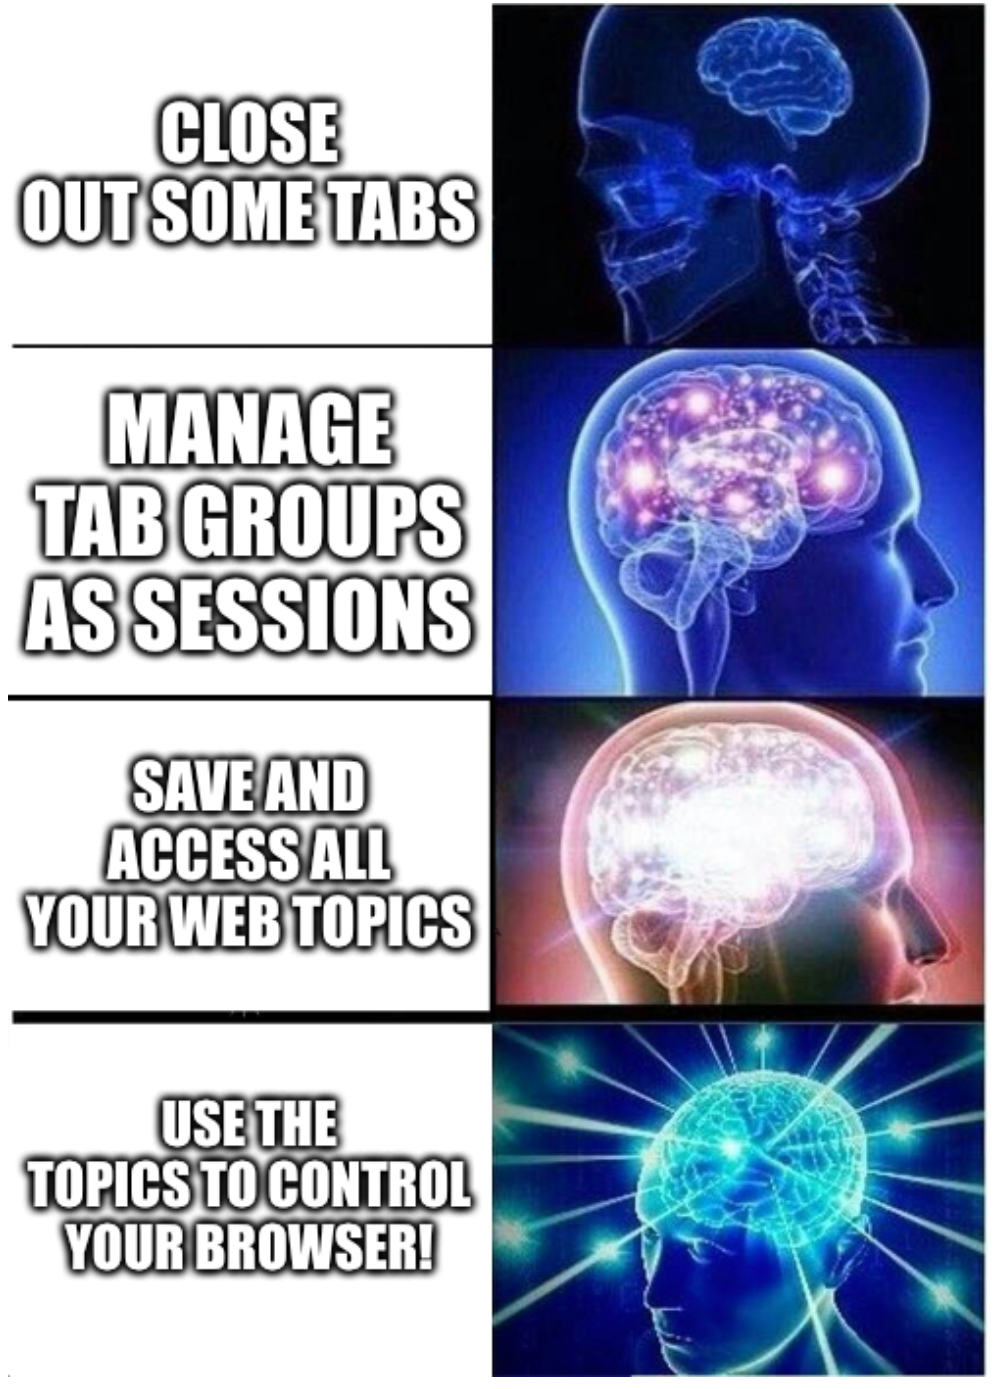 CLOSE
OUT SOME TABS
MANAGE
TAB GROUPS
AS SESSIONS
SAVE AND
ACCESS ALL
YOUR WEB TOPICS
USE THE
TOPICS TO CONTROL
YOUR BROWSER!